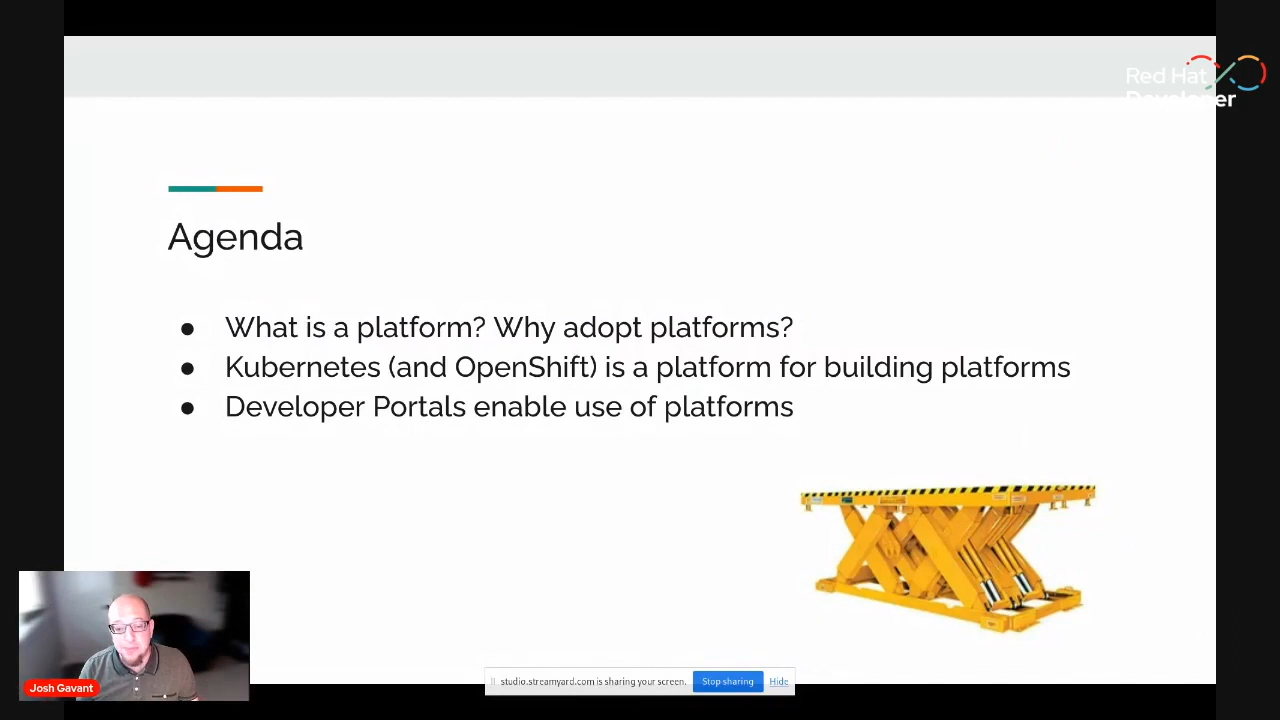 Red Hat
Developer
Agenda
● What is a platform? Why adopt platforms?
● Kubernetes (and OpenShift) is a platform for building platforms
● Developer Portals enable use of platforms
Josh Gavant
studio.streamyard.com is sharing your screen.
Stop sharing
Hide